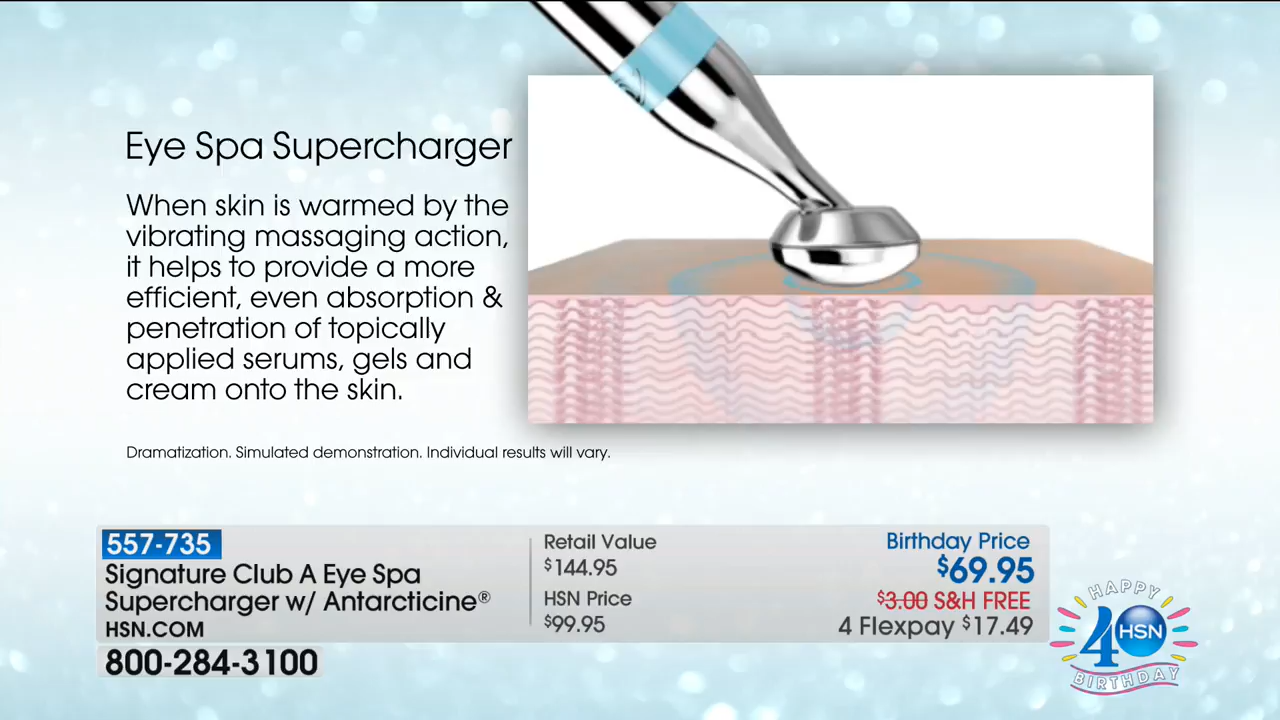 Eye Spa Supercharger
When skin is warmed by the
vibrating massaging action,
it helps to provide a more
efficient, even absorption &
penetration of topically
applied serums, gels and
cream onto the skin.
Dramatization. Simulated demonstration. Individual results will vary.
557-735
Signature Club A Eye Spa
Supercharger w/ Antarcticine®
HSN.COM
800-284-3100
Retail Value
$144.95
HSN Price
$99.95
Birthday Price
$69.95
$3.00 S&H FREE
4 Flexpay $17.49
HAPPY
40 HSN
BIRTHDAY